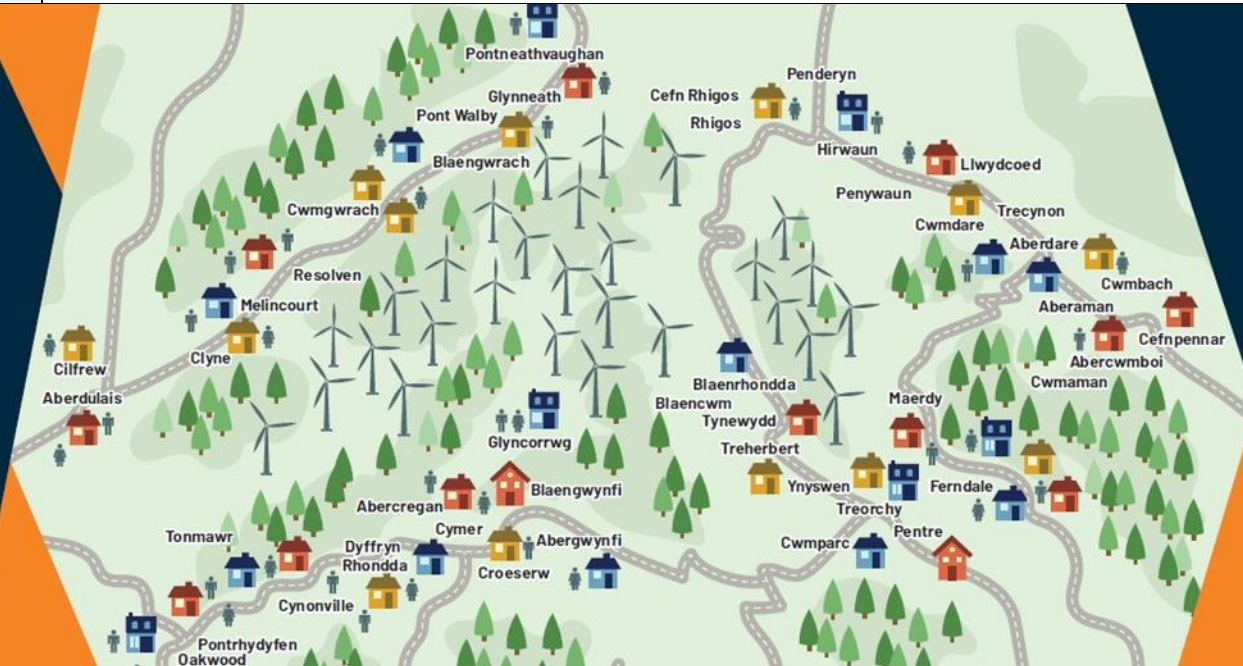 Pontneathvaughan
Glynneath
Pont Walby
Blaengwrach
Cwmgwrach
Resolven
Melincourt
Clyne
Cilfrew
Aberdulais
Cefn Rhigos
Rhigos
Penderyn
Hirwaun
Llwydcoed
Penywaun
Trecynon
Cwmdare
Aberdare
Cwmbach
Aberaman
Cefnpennar
Abercwmboi
Cwmaman
Blaenrhondda
Blaencwm
Tynewydd
Treherbert
Maerdy
Glyncorrwg
Blaengwynfi
Abercregan
Ynyswen
Ferndale
Treorchy
Pentre
Cwmparc
Cymer
Abergwynfi
Croeserw
Tonmawr
Dyffryn
Rhondda
Cynonville
Pontrhydyfen
Oakwood